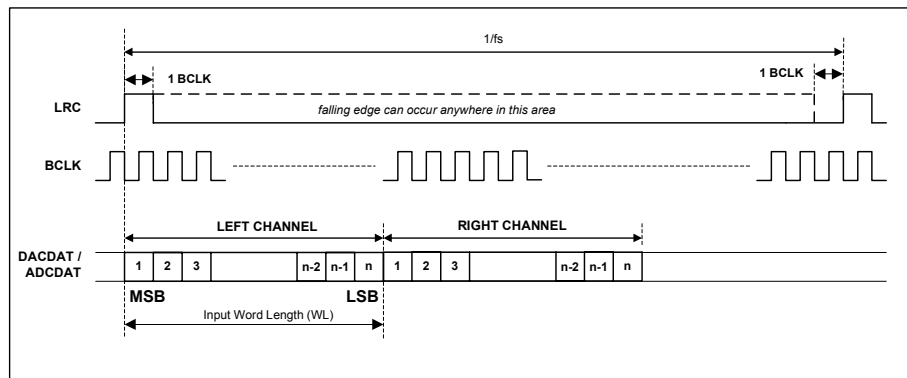 1/fs
1 BCLK
1 BCLK
LRC
falling edge can occur anywhere in this area
BCLK
LEFT CHANNEL
RIGHT CHANNEL
DACDAT /
ADCDAT
1 2 3 n-2 n-1 n 1 2 3 n-2 n-1 n
MSB
LSB
Input Word Length (WL)